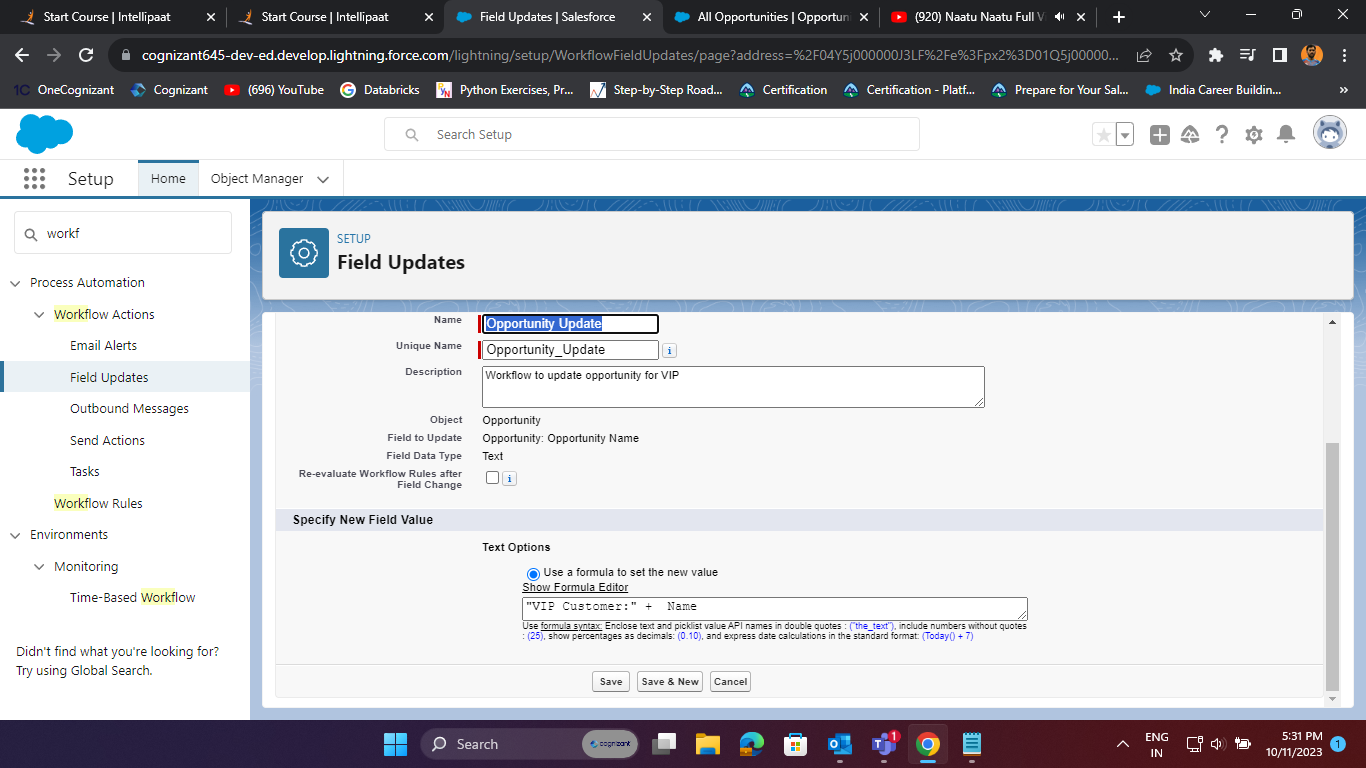 Start Course | Intellipaat
Start Course | Intellipaat
Field Updates | Salesforce
All Opportunities | Opportun
(920) Naatu Naatu Full V
cognizant645-dev-ed.develop.lightning.force.com/lightning/setup/WorkflowFieldUpdates/page?address=%2F04Y5j000000J3LF%2Fe%3Fpx2%3D01Q5j00000...
1C OneCognizant
Cognizant
(696) YouTube
Databricks
Python Exercises, Pr...
Step-by-Step Road...
Certification
Certification - Platf...
Prepare for Your Sal...
India Career Buildin...
»
Search Setup
Setup
Home
Object Manager
workf
Process Automation
Workflow Actions
Email Alerts
Field Updates
Outbound Messages
Send Actions
Tasks
Workflow Rules
Environments
Monitoring
Time-Based Workflow
Didn't find what you're looking for?
Try using Global Search.
SETUP
Field Updates
Name Opportunity Update
Unique Name Opportunity_Update i
Description Workflow to update opportunity for VIP
Object Opportunity
Field to Update Opportunity: Opportunity Name
Field Data Type Text
Re-evaluate Workflow Rules after
Field Change i
Specify New Field Value
Text Options
Use a formula to set the new value
Show Formula Editor
"VIP Customer:" +  Name
Use formula syntax: Enclose text and picklist value API names in double quotes : ("the_text"), include numbers without quotes
: (25), show percentages as decimals: (0.10), and express date calculations in the standard format: (Today() + 7)
Save
Save & New
Cancel
Search
cognizant
1
ENG
IN
5:31 PM
10/11/2023
1